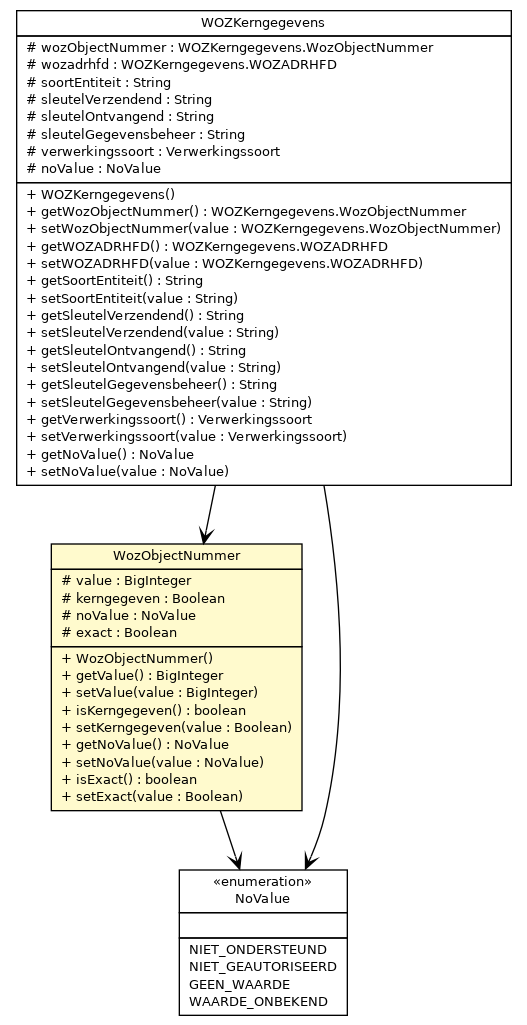 WOZKerngegevens
# wozObjectNummer : WOZKerngegevens.WozObjectNummer
# wozadrhfd : WOZKerngegevens.WOZADRHFD
# soortEntiteit : String
# sleutelVerzendend : String
# sleutelOntvangend : String
# sleutelGegevensbeheer : String
# verwerkingssoort : Verwerkingssoort
# noValue : NoValue
+ WOZKerngegevens()
+ getWozObjectNummer() : WOZKerngegevens.WozObjectNummer
+ setWozObjectNummer(value : WOZKerngegevens.WozObjectNummer)
+ getWOZADRHFD() : WOZKerngegevens.WOZADRHFD
+ setWOZADRHFD(value : WOZKerngegevens.WOZADRHFD)
+ getSoortEntiteit() : String
+ setSoortEntiteit(value : String)
+ getSleutelVerzendend() : String
+ setSleutelVerzendend(value : String)
+ getSleutelOntvangend() : String
+ setSleutelOntvangend(value : String)
+ getSleutelGegevensbeheer() : String
+ setSleutelGegevensbeheer(value : String)
+ getVerwerkingssoort() : Verwerkingssoort
+ setVerwerkingssoort(value : Verwerkingssoort)
+ getNoValue() : NoValue
+ setNoValue(value : NoValue)
WozObjectNummer
# value : BigInteger
# kerngegeven : Boolean
# noValue : NoValue
# exact : Boolean
+ WozObjectNummer()
+ getValue() : BigInteger
+ setValue(value : BigInteger)
+ isKerngegeven() : boolean
+ setKerngegeven(value : Boolean)
+ getNoValue() : NoValue
+ setNoValue(value : NoValue)
+ isExact() : boolean
+ setExact(value : Boolean)
«enumeration»
NoValue
NIET_ONDERSTEUND
NIET_GEAUTORISEERD
GEEN_WAARDE
WAARDE_ONBEKEND